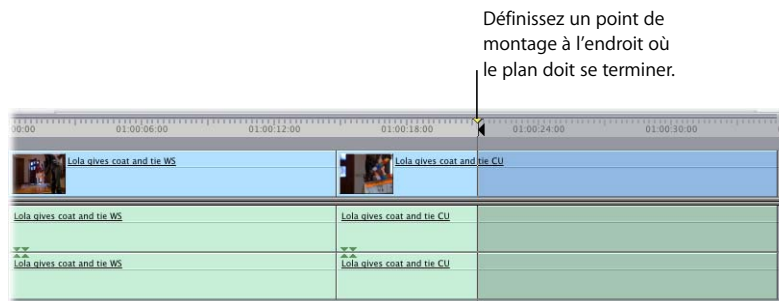 Définissez un point de
montage à l’endroit où
le plan doit se terminer.
00:00 01:00:06:00 01:00:12:00 01:00:18:00 01:00:24:00 01:00:30:00
Lola gives coat and tie WS Lola gives coat and tie CU
Lola gives coat and tie WS Lola gives coat and tie CU
Lola gives coat and tie WS Lola gives coat and tie CU